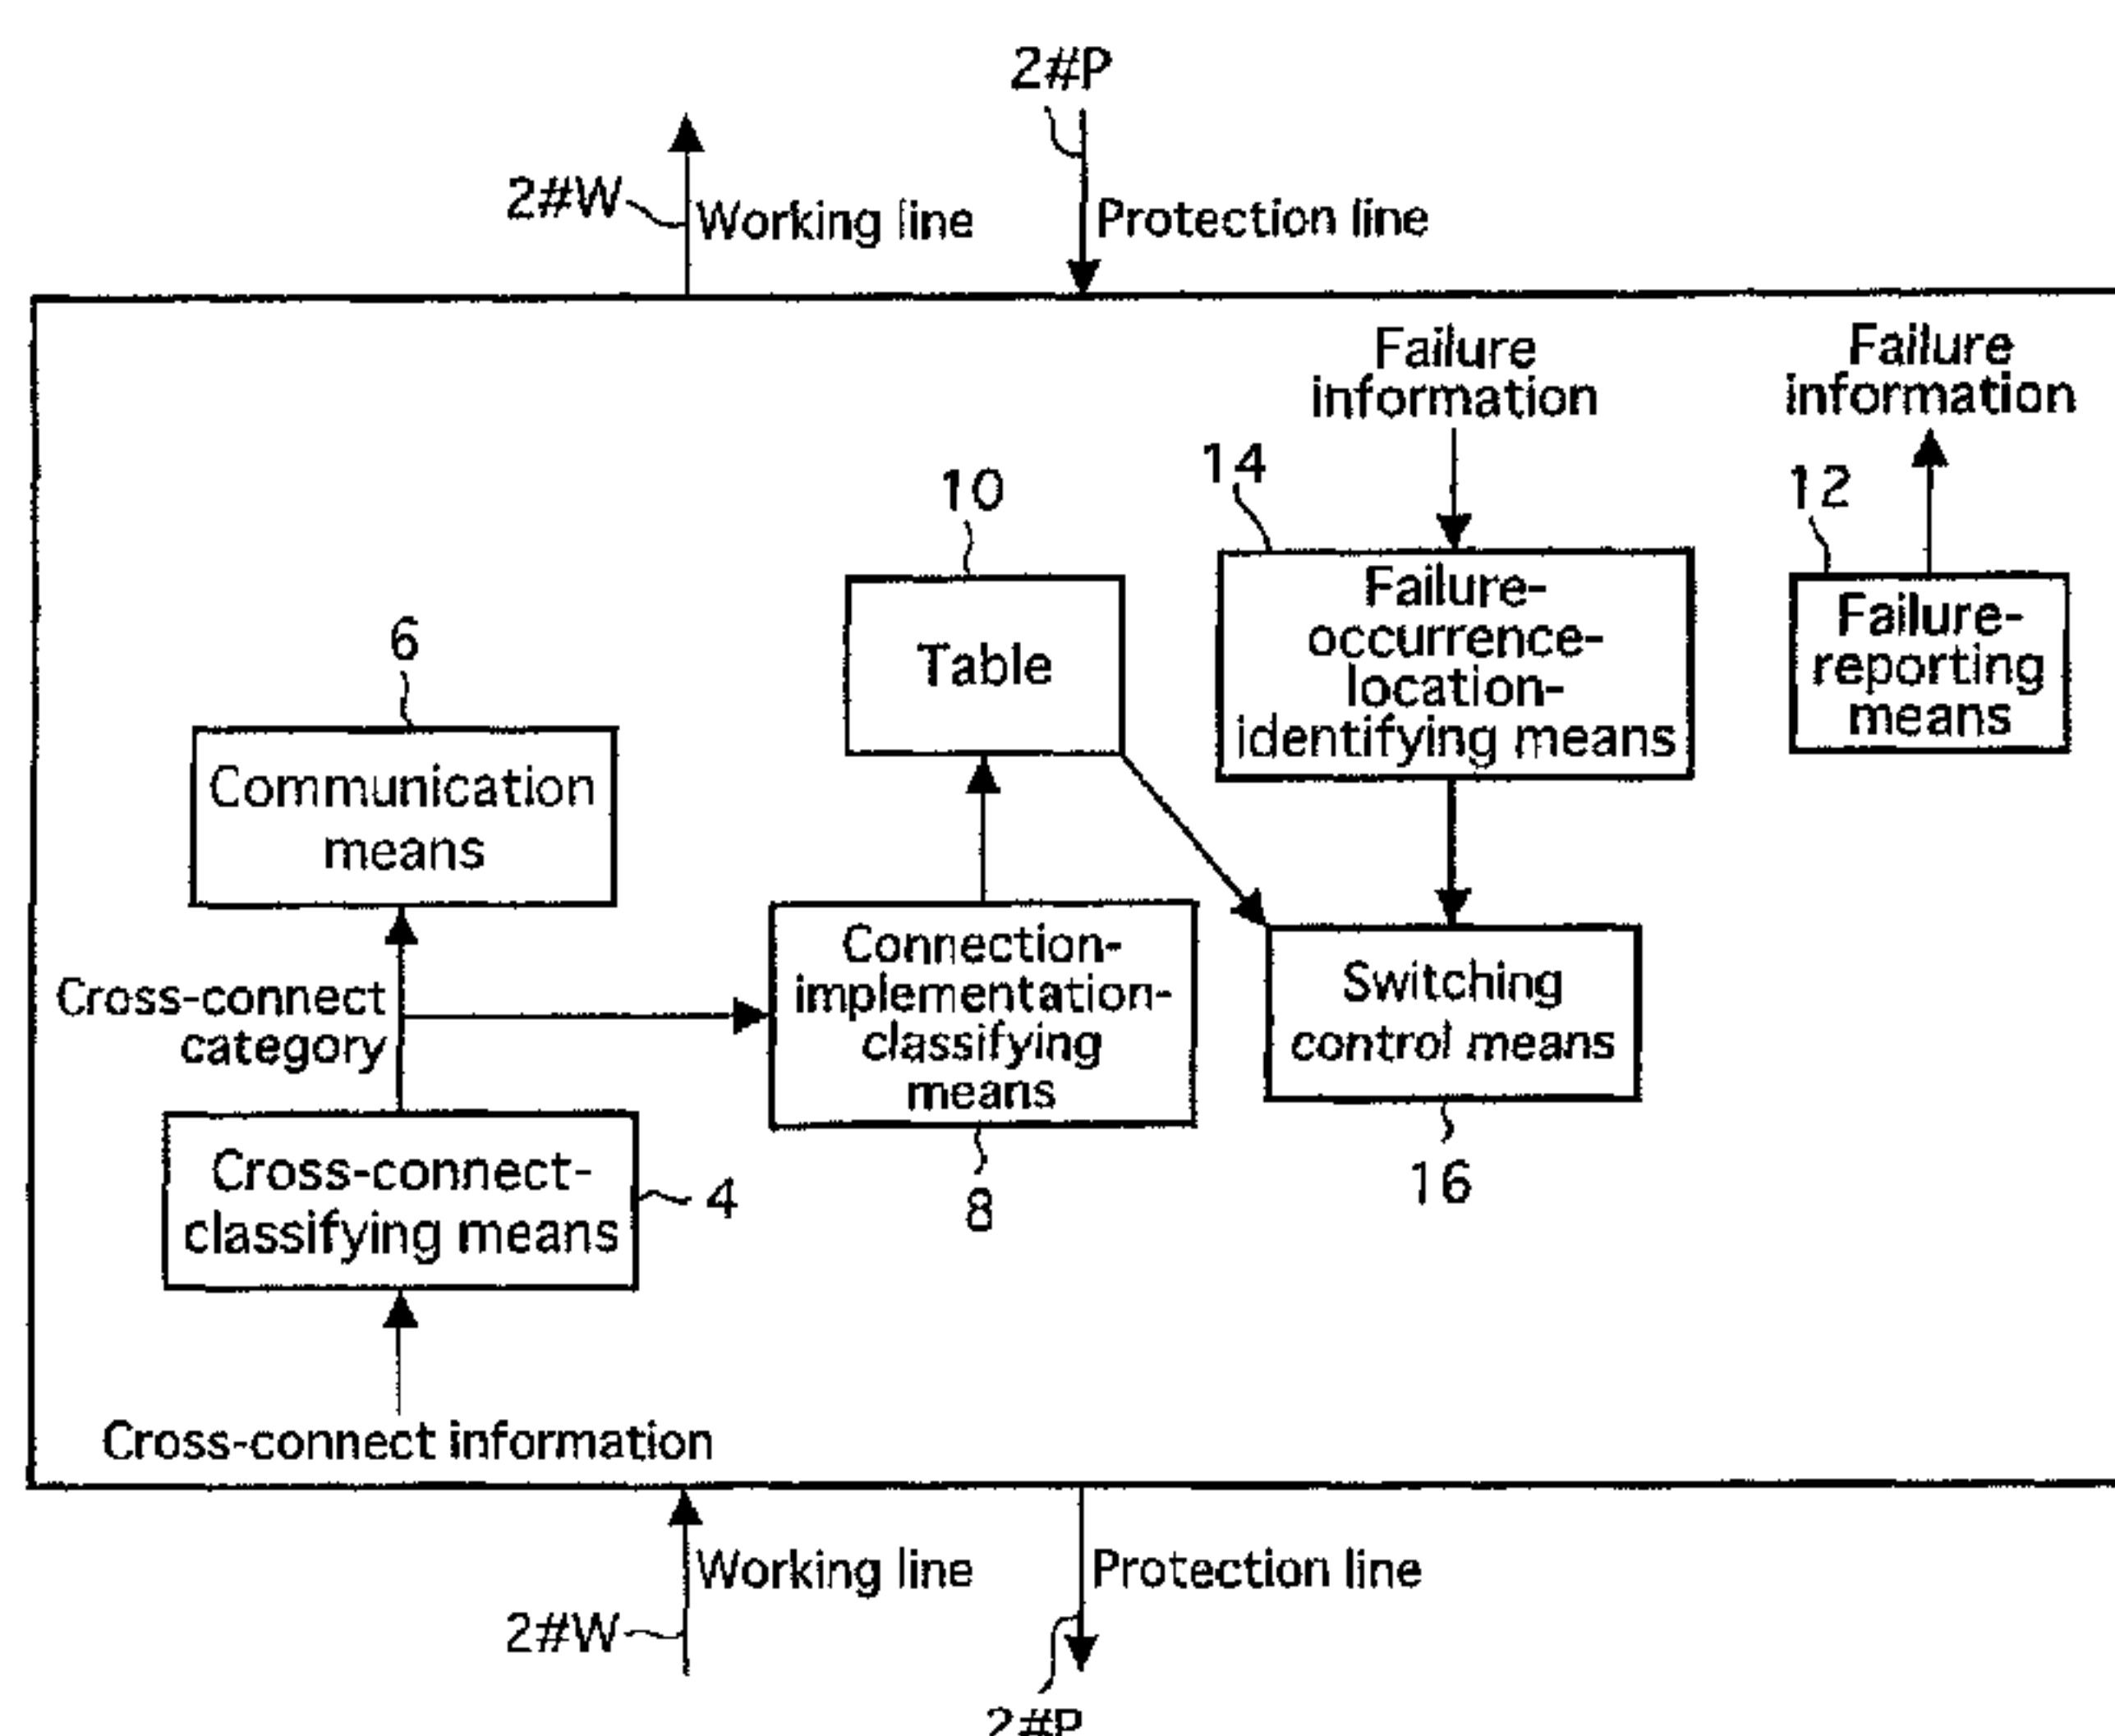 2#P
2#W
Working line
Protection line
Failure
information
Failure
information
14
12
10
Failure-
occurrence-
location-
identifying means
Failure-
reporting
means
Table
6
Communication
means
Connection-
implementation-
classifying
means
Switching
control means
Cross-connect
category
Cross-connect-
classifying means
4
8
16
Cross-connect information
Working line
Protection line
2#W
2#P